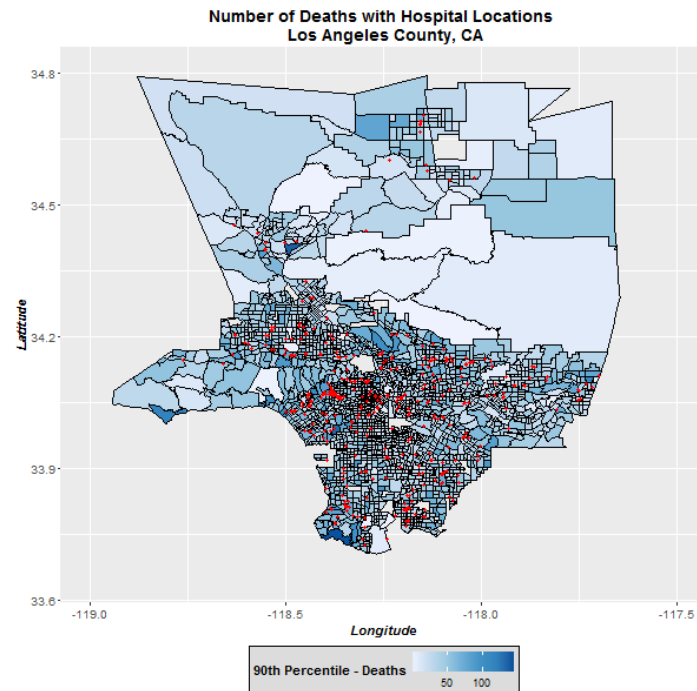 Number of Deaths with Hospital Locations
Los Angeles County, CA
34.8
34.5
34.2
33.9
33.6
Latitude
-119.0 -118.5 -118.0 -117.5
Longitude
90th Percentile - Deaths
50 100